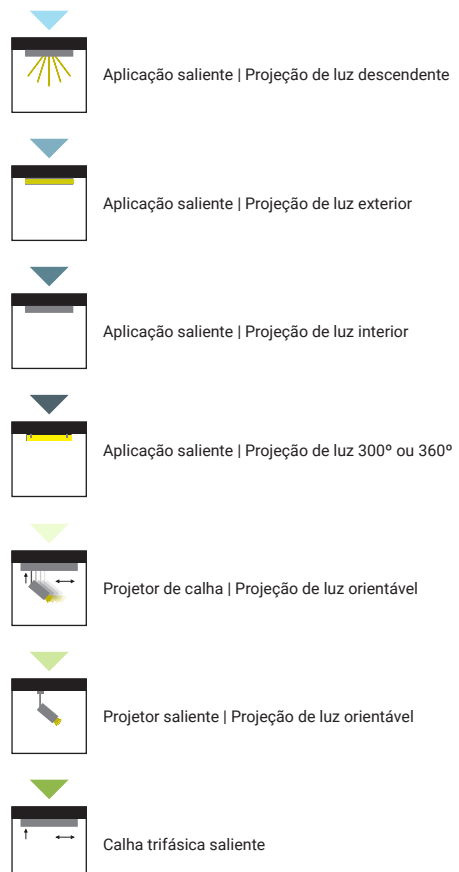 Aplicação saliente | Projeção de luz descendente
Aplicação saliente | Projeção de luz exterior
Aplicação saliente | Projeção de luz interior
Aplicação saliente | Projeção de luz 300º ou 360º
Projetor de calha | Projeção de luz orientável
Projetor saliente | Projeção de luz orientável
Calha trifásica saliente